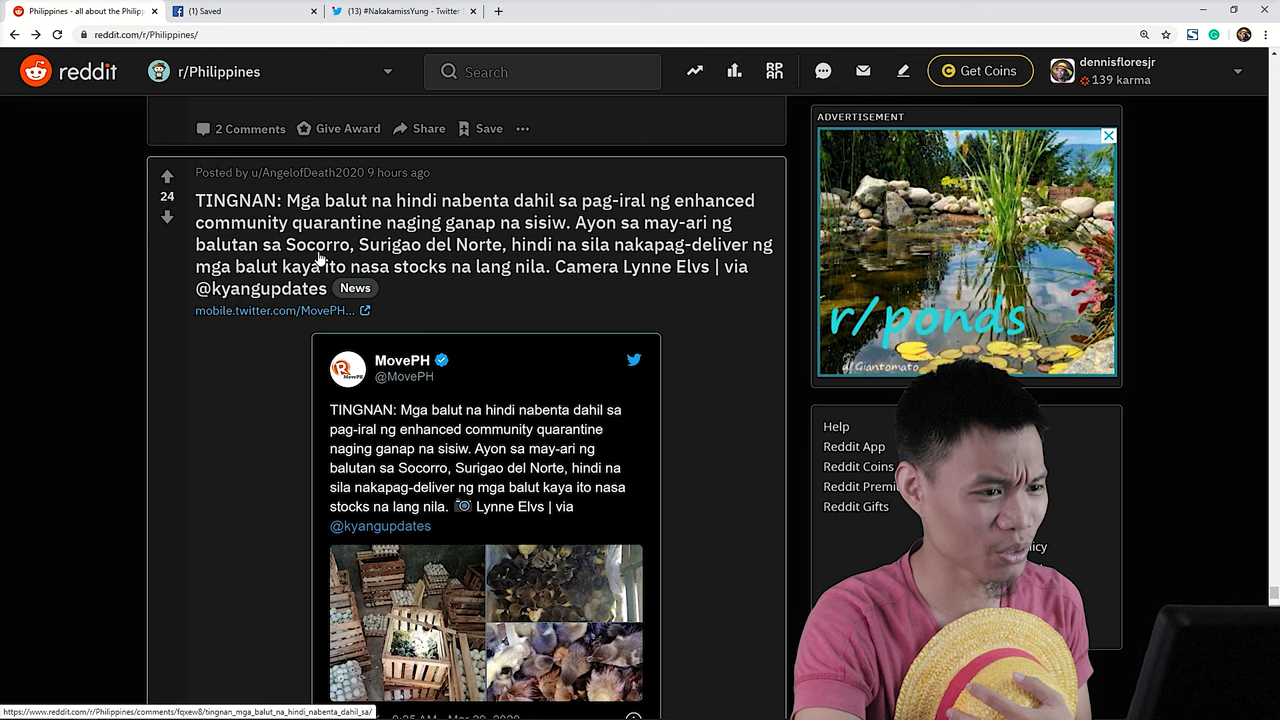 Philippines - all about the Philip
(1) Saved
(13) #NakakamissYung - Twitter
reddit.com/r/Philippines/
reddit
r/Philippines
Search
Get Coins
dennisfloresjr
139 karma
2 Comments
Give Award
Share
Save
Posted by u/AngelofDeath2020 9 hours ago
24
TINGNAN: Mga balut na hindi nabenta dahil sa pag-iral ng enhanced
community quarantine naging ganap na sisiw. Ayon sa may-ari ng
balutan sa Socorro, Surigao del Norte, hindi na sila nakapag-deliver ng
mga balut kaya ito nasa stocks na lang nila. Camera Lynne Elvs | via
@kyangupdates News
mobile.twitter.com/MovePH...
MovePH
@MovePH
TINGNAN: Mga balut na hindi nabenta dahil sa
pag-iral ng enhanced community quarantine
naging ganap na sisiw. Ayon sa may-ari ng
balutan sa Socorro, Surigao del Norte, hindi na
sila nakapag-deliver ng mga balut kaya ito nasa
stocks na lang nila. 📷 Lynne Elvs | via
@kyangupdates
ADVERTISEMENT
r/ponds
u/Giantomato
Help
Reddit App
Reddit Coins
Reddit Premi
Reddit Gifts
https://www.reddit.com/r/Philippines/comments/fqxew8/tingnan_mga_balut_na_hindi_nabenta_dahil_sa/